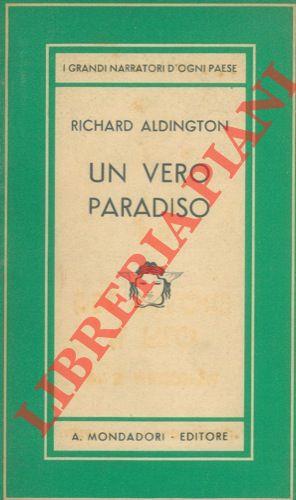 I GRANDI NARRATORI D'OGNI PAESE
RICHARD ALDINGTON
UN VERO
PARADISO
LIBRERIA PIANI
A. MONDADORI - EDITORE